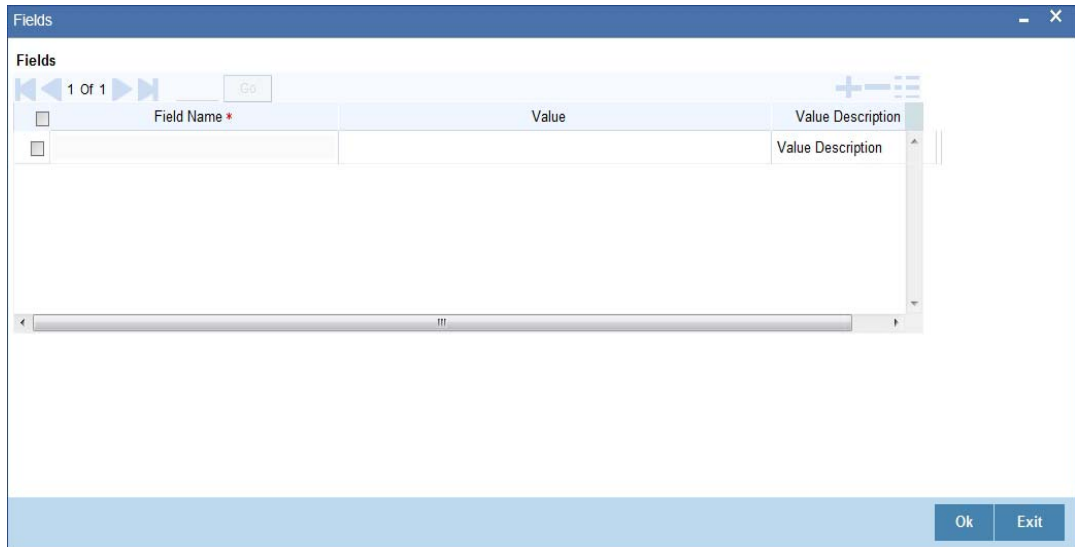 Fields
Fields
1 Of 1 Go
Field Name * Value Value Description
Value Description
Ok Exit